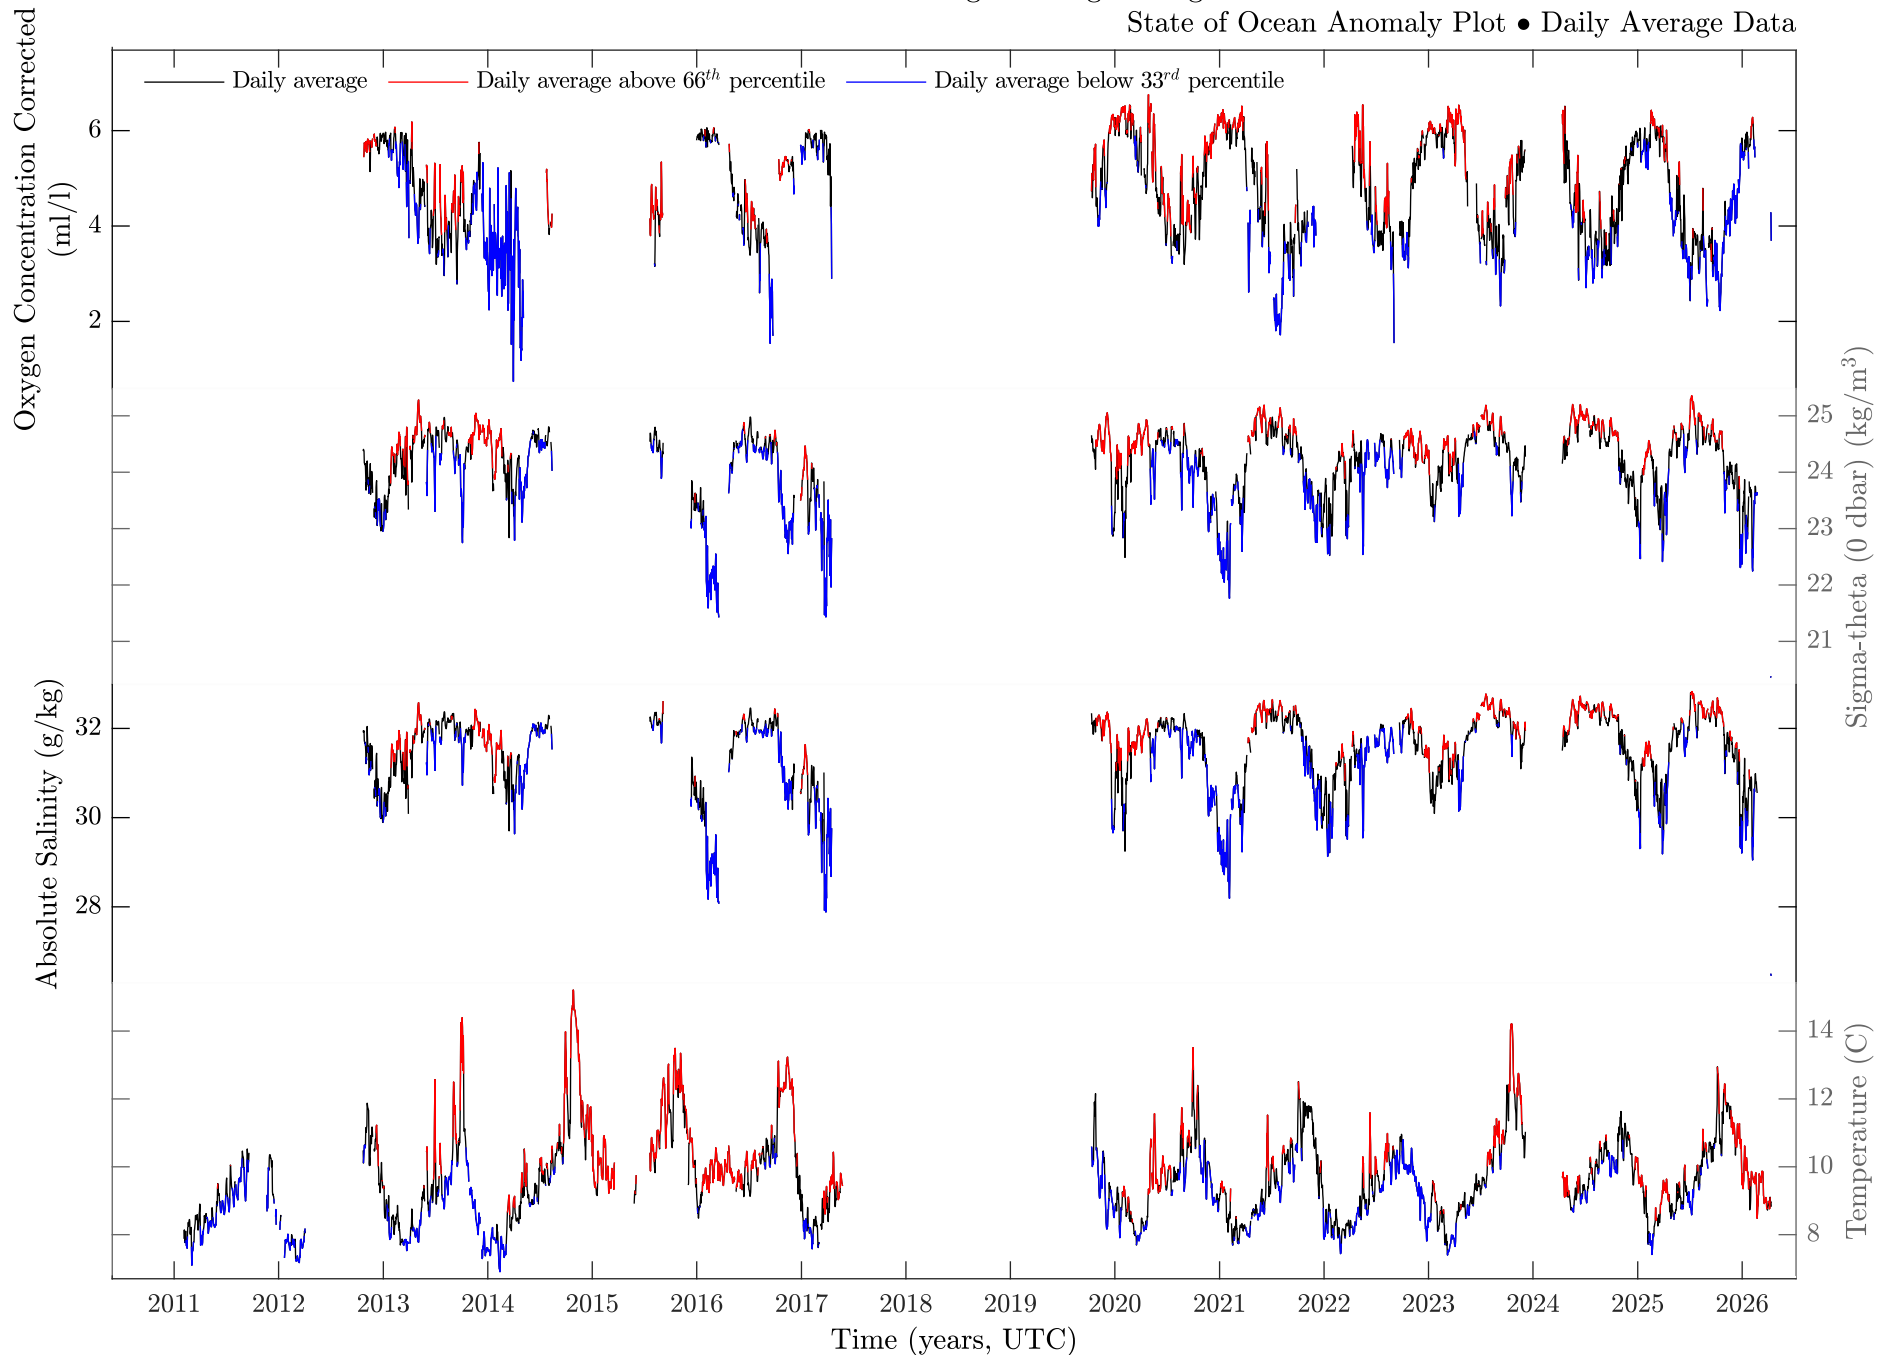 State of Ocean Anomaly Plot • Daily Average Data
Daily average
Daily average above 66th percentile
Daily average below 33rd percentile
Oxygen Concentration Corrected
(ml/l)
6
4
2
Sigma-theta (0 dbar) (kg/m3)
25
24
23
22
21
Absolute Salinity (g/kg)
32
30
28
Temperature (C)
14
12
10
8
2011 2012 2013 2014 2015 2016 2017 2018 2019 2020 2021 2022 2023 2024 2025 2026
Time (years, UTC)